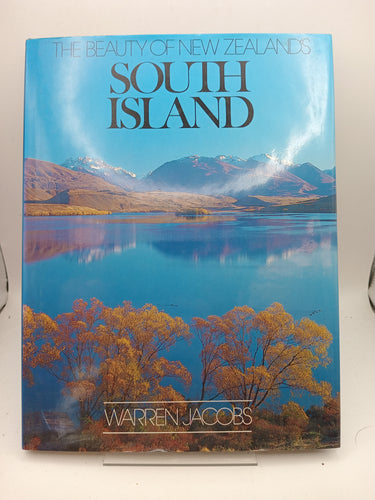 THE BEAUTY OF NEW ZEALAND'S
SOUTH
ISLAND
WARREN JACOBS